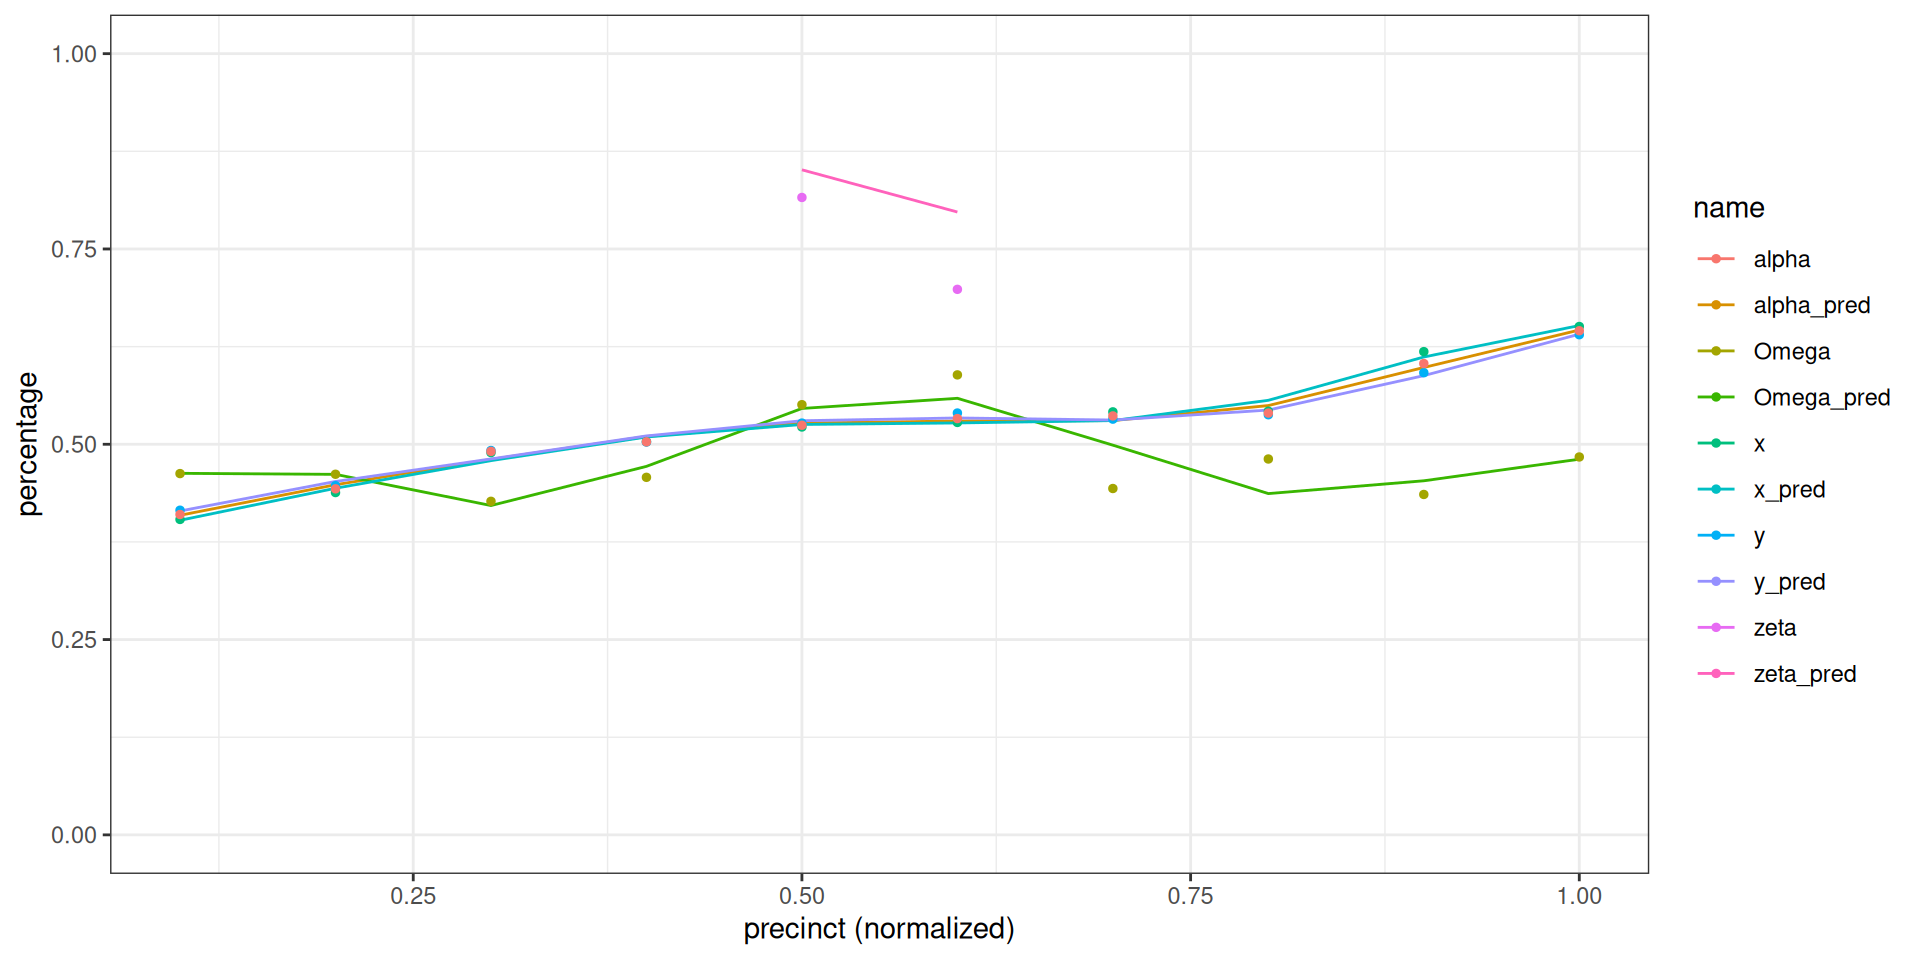 1.00
0.75
0.50
0.25
0.00
percentage
0.25
0.50
0.75
1.00
precinct (normalized)
name
alpha
alpha_pred
Omega
Omega_pred
x
x_pred
y
y_pred
zeta
zeta_pred